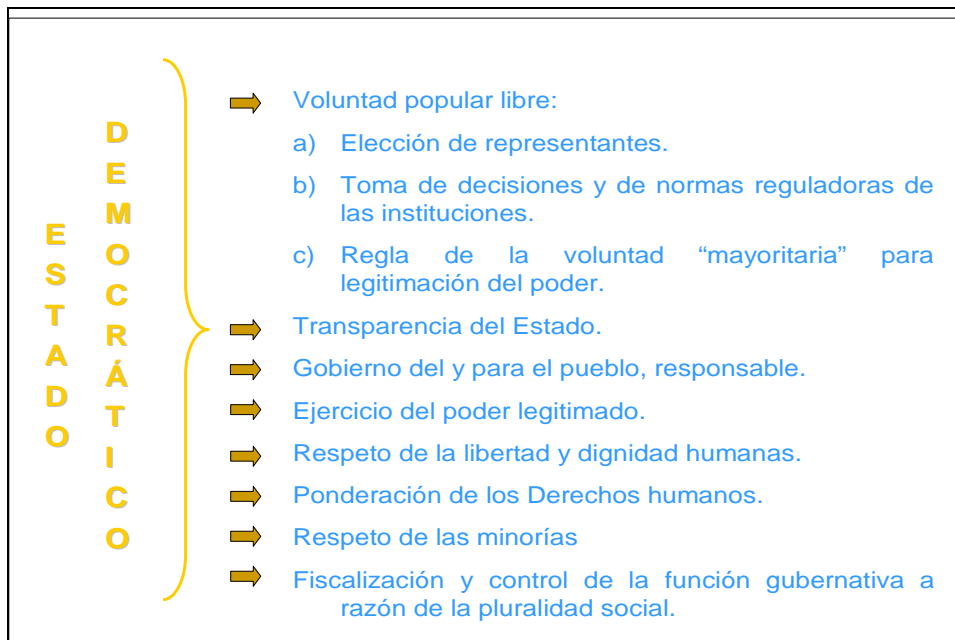 ESTADO
DEMOCRÁTICO
Voluntad popular libre:
a) Elección de representantes.
b) Toma de decisiones y de normas reguladoras de
las instituciones.
c) Regla de la voluntad “mayoritaria” para
legitimación del poder.
Transparencia del Estado.
Gobierno del y para el pueblo, responsable.
Ejercicio del poder legitimado.
Respeto de la libertad y dignidad humanas.
Ponderación de los Derechos humanos.
Respeto de las minorías
Fiscalización y control de la función gubernativa a
razón de la pluralidad social.